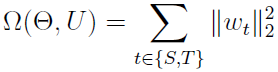 Ω(Θ, U) = ∑_{t∈{S,T}} ‖w_t‖_2^2